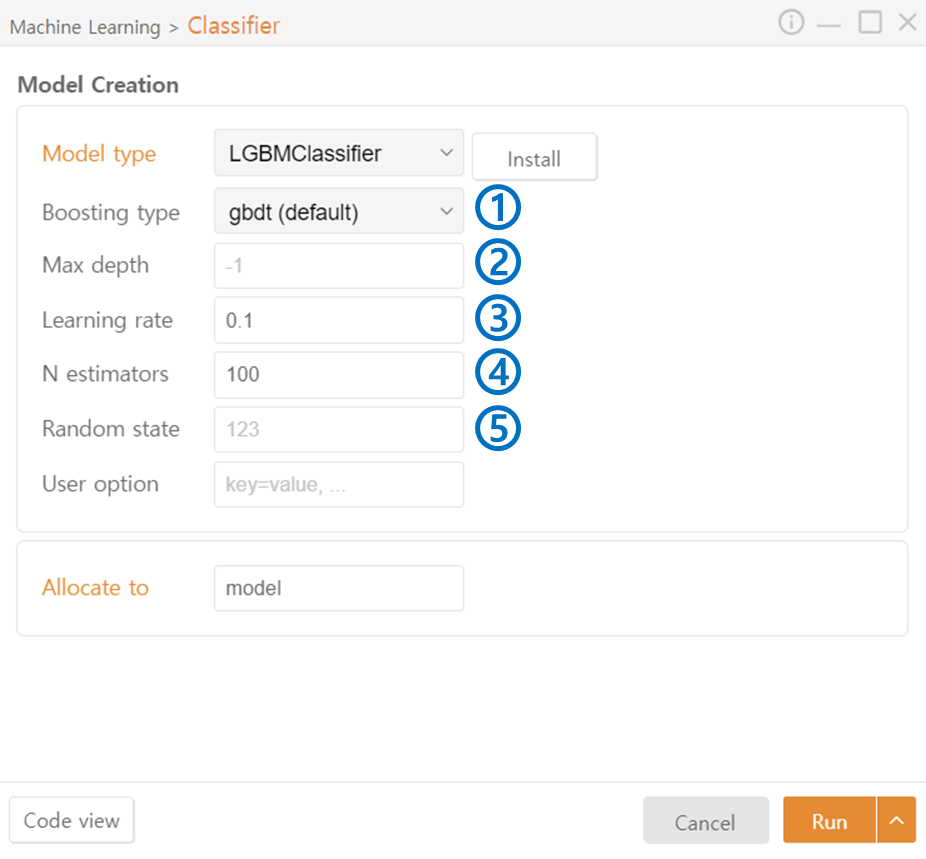 Machine Learning > Classifier
Model Creation
Model type LGBMClassifier Install
Boosting type gbdt (default) ①
Max depth -1 ②
Learning rate 0.1 ③
N estimators 100 ④
Random state 123 ⑤
User option key=value, ...
Allocate to model
Code view Cancel Run